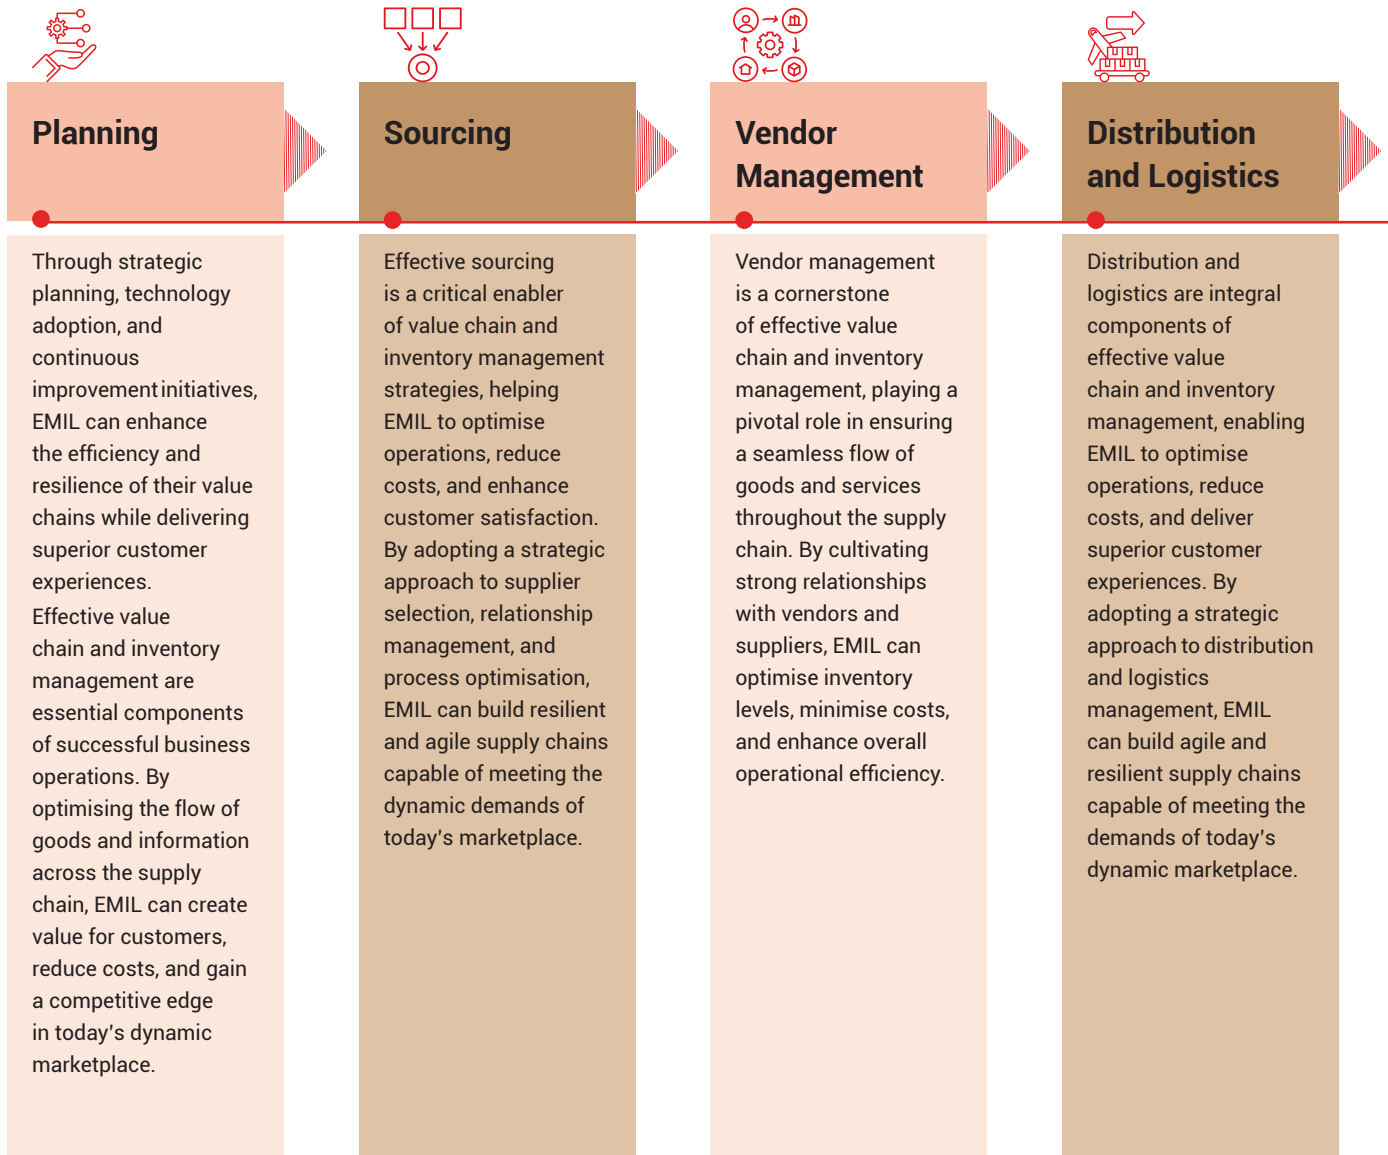 Planning
Through strategic
planning, technology
adoption, and
continuous
improvement initiatives,
EMIL can enhance
the efficiency and
resilience of their value
chains while delivering
superior customer
experiences.
Effective value
chain and inventory
management are
essential components
of successful business
operations. By
optimising the flow of
goods and information
across the supply
chain, EMIL can create
value for customers,
reduce costs, and gain
a competitive edge
in today's dynamic
marketplace.
Sourcing
Effective sourcing
is a critical enabler
of value chain and
inventory management
strategies, helping
EMIL to optimise
operations, reduce
costs, and enhance
customer satisfaction.
By adopting a strategic
approach to supplier
selection, relationship
management, and
process optimisation,
EMIL can build resilient
and agile supply chains
capable of meeting the
dynamic demands of
today's marketplace.
Vendor
Management
Vendor management
is a cornerstone
of effective value
chain and inventory
management, playing a
pivotal role in ensuring
a seamless flow of
goods and services
throughout the supply
chain. By cultivating
strong relationships
with vendors and
suppliers, EMIL can
optimise inventory
levels, minimise costs,
and enhance overall
operational efficiency.
Distribution
and Logistics
Distribution and
logistics are integral
components of
effective value
chain and inventory
management, enabling
EMIL to optimise
operations, reduce
costs, and deliver
superior customer
experiences. By
adopting a strategic
approach to distribution
and logistics
management, EMIL
can build agile and
resilient supply chains
capable of meeting the
demands of today's
dynamic marketplace.